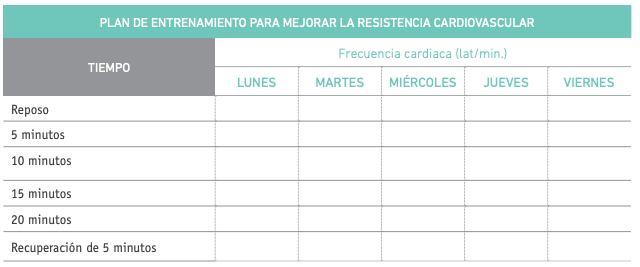 PLAN DE ENTRENAMIENTO PARA MEJORAR LA RESISTENCIA CARDIOVASCULAR
TIEMPO
Frecuencia cardiaca (lat/min.)
LUNES MARTES MIÉRCOLES JUEVES VIERNES
Reposo
5 minutos
10 minutos
15 minutos
20 minutos
Recuperación de 5 minutos